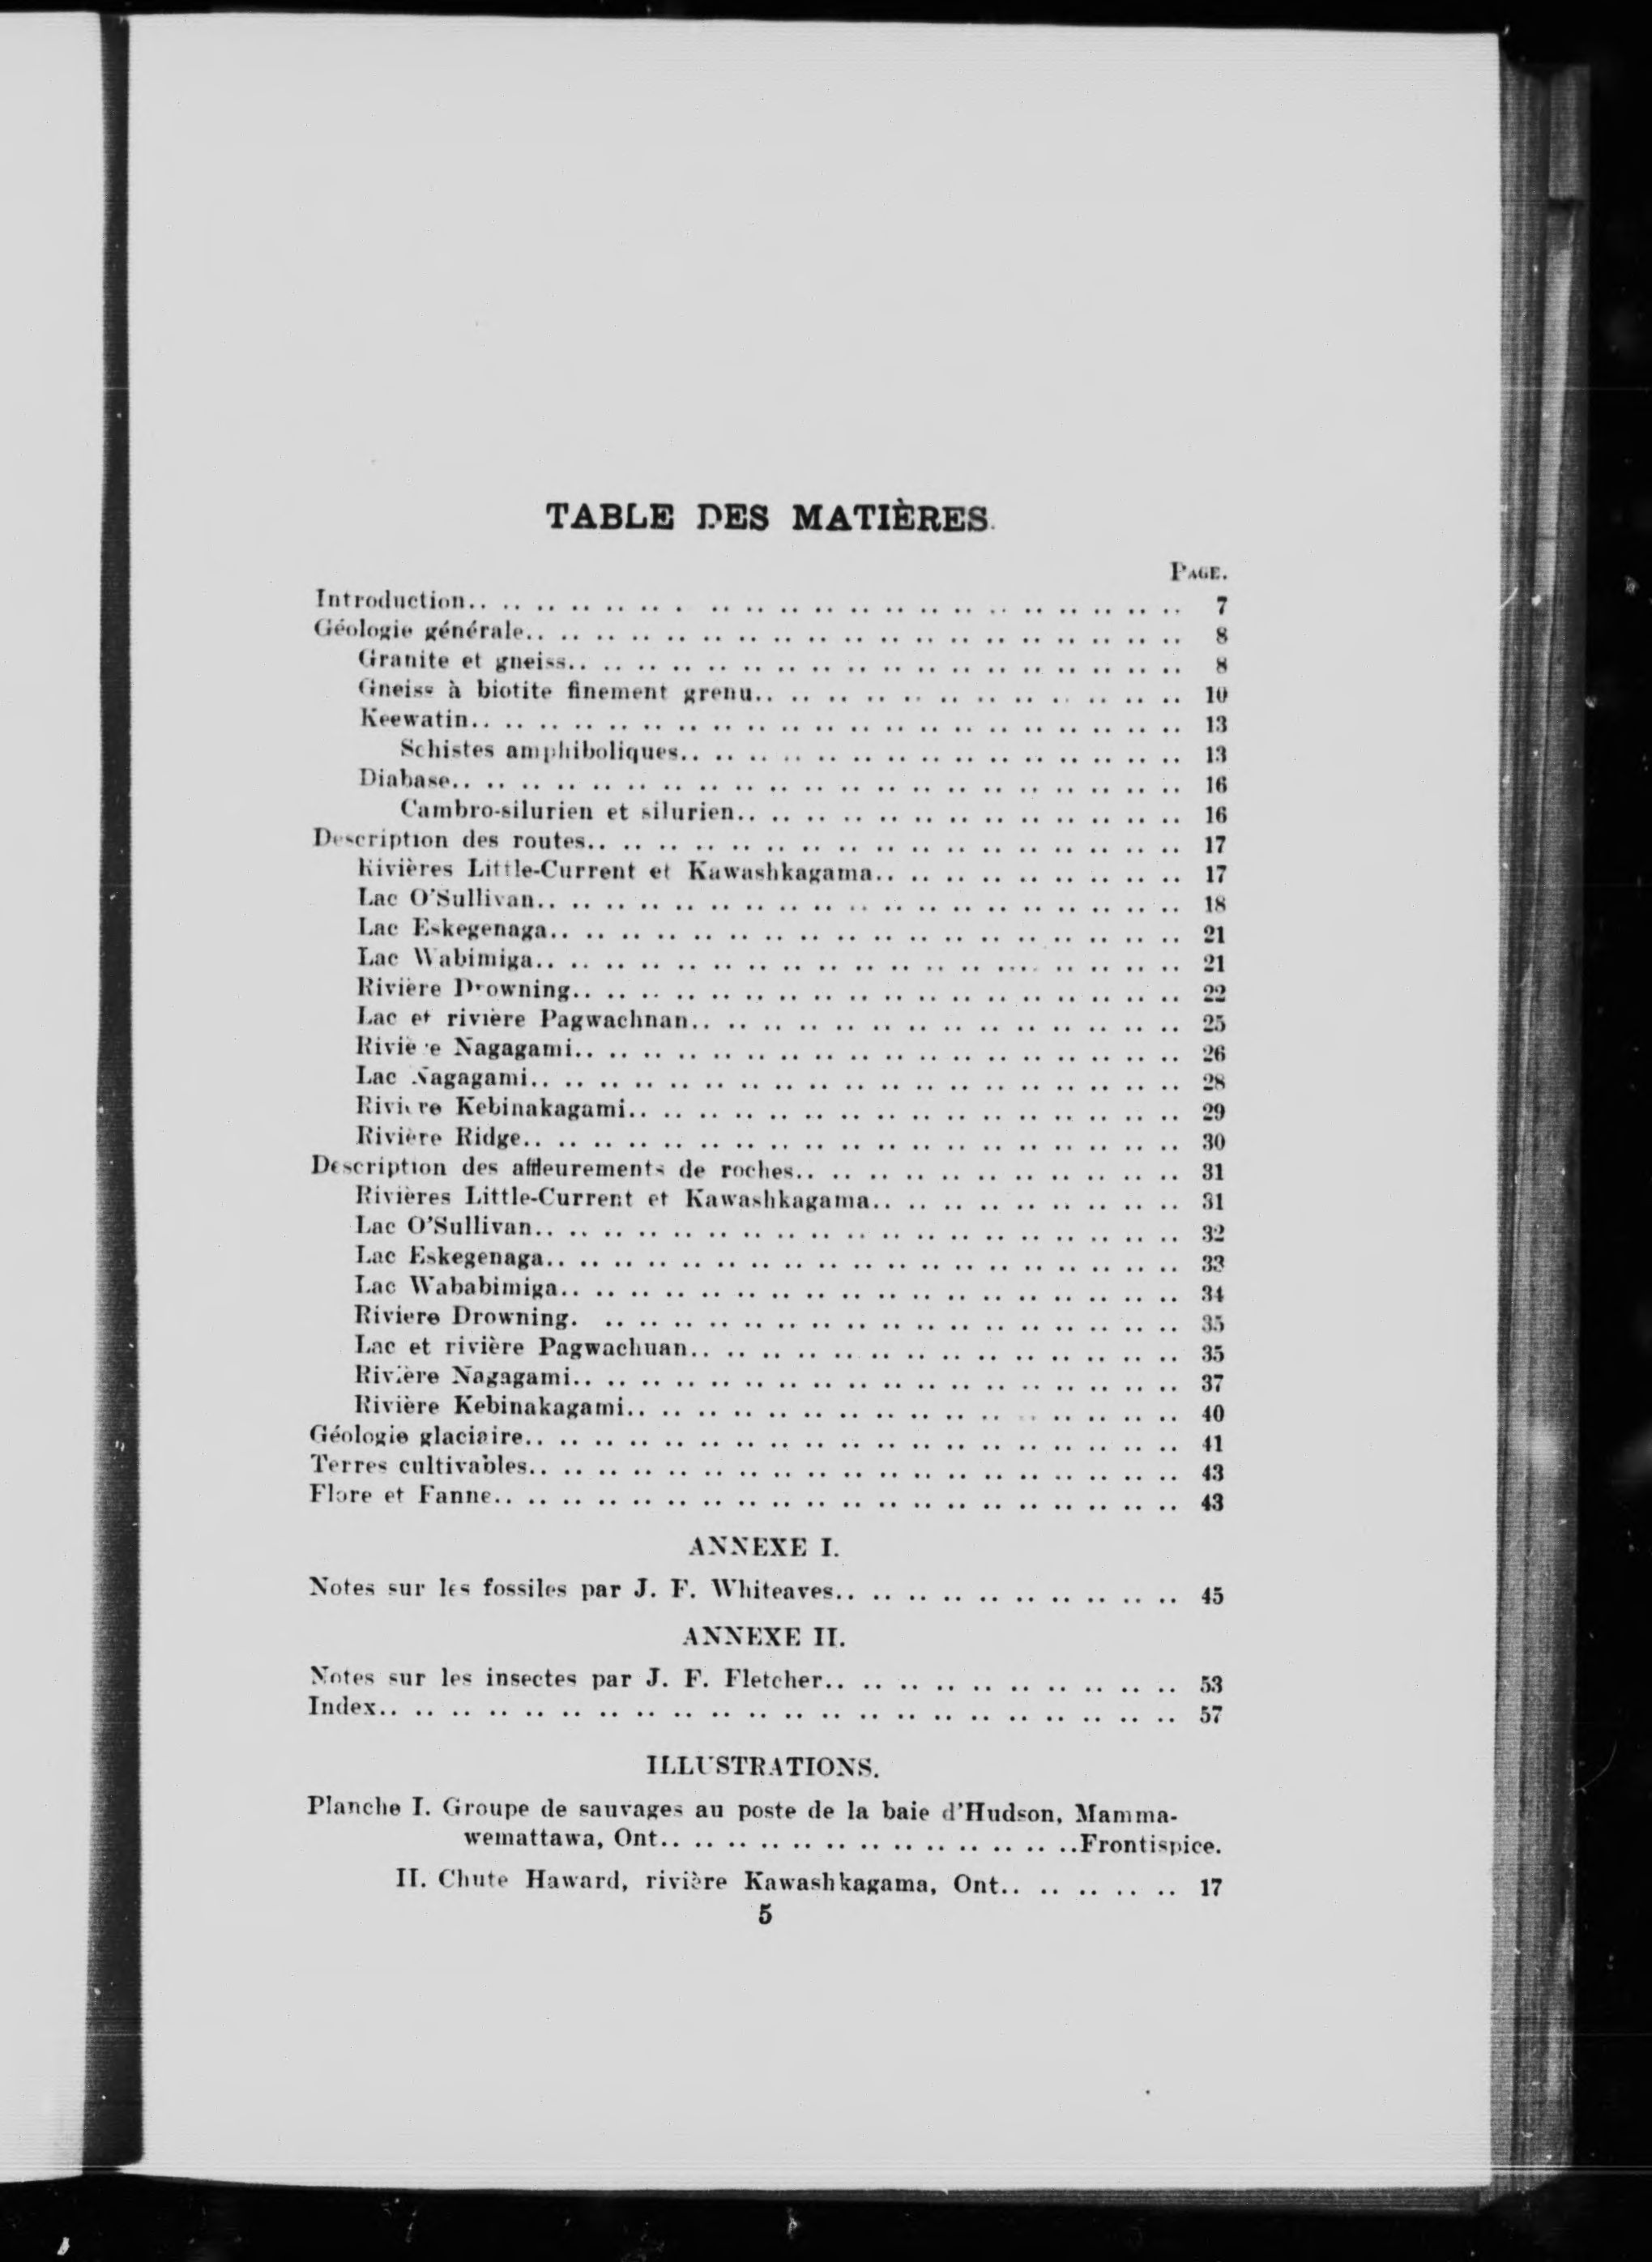 TABLE DES MATIÈRES
PAGE.
Introduction.. .. .. .. .. .. . .. .. .. .. .. .. .. .. .. .. .. .. .. .. 7
Géologie générale.. .. .. .. .. .. .. .. .. .. .. .. .. .. .. .. .. .. .. 8
Granite et gneiss.. .. .. .. .. .. .. .. .. .. .. .. .. .. .. .. .. .. 8
Gneiss à biotite finement grenu.. .. .. .. .. .. .. .. .. .. .. .. .. 10
Keewatin.. .. .. .. .. .. .. .. .. .. .. .. .. .. .. .. .. .. .. .. .. 13
Schistes amphiboliques.. .. .. .. .. .. .. .. .. .. .. .. .. .. .. 13
Diabase.. .. .. .. .. .. .. .. .. .. .. .. .. .. .. .. .. .. .. .. .. 16
Cambro-silurien et silurien.. .. .. .. .. .. .. .. .. .. .. .. .. 16
Description des routes.. .. .. .. .. .. .. .. .. .. .. .. .. .. .. .. .. .. 17
Rivières Little-Current et Kawashkagama.. .. .. .. .. .. .. .. .. .. 17
Lac O'Sullivan.. .. .. .. .. .. .. .. .. .. .. .. .. .. .. .. .. .. .. 18
Lac Eskegenaga.. .. .. .. .. .. .. .. .. .. .. .. .. .. .. .. .. .. .. 21
Lac Wabimiga.. .. .. .. .. .. .. .. .. .. .. .. .. .. .. .. .. .. .. 21
Rivière Drowning.. .. .. .. .. .. .. .. .. .. .. .. .. .. .. .. .. .. 22
Lac et rivière Pagwachnan.. .. .. .. .. .. .. .. .. .. .. .. .. .. .. 25
Rivière Nagagami.. .. .. .. .. .. .. .. .. .. .. .. .. .. .. .. .. .. 26
Lac Nagagami.. .. .. .. .. .. .. .. .. .. .. .. .. .. .. .. .. .. .. 28
Rivière Kebinakagami.. .. .. .. .. .. .. .. .. .. .. .. .. .. .. .. .. 29
Rivière Ridge.. .. .. .. .. .. .. .. .. .. .. .. .. .. .. .. .. .. .. 30
Description des affleurements de roches.. .. .. .. .. .. .. .. .. .. .. .. 31
Rivières Little-Current et Kawashkagama.. .. .. .. .. .. .. .. .. .. 31
Lac O'Sullivan.. .. .. .. .. .. .. .. .. .. .. .. .. .. .. .. .. .. .. 32
Lac Eskegenaga.. .. .. .. .. .. .. .. .. .. .. .. .. .. .. .. .. .. .. 33
Lac Wababimiga.. .. .. .. .. .. .. .. .. .. .. .. .. .. .. .. .. .. .. 34
Riviere Drowning. .. .. .. .. .. .. .. .. .. .. .. .. .. .. .. .. .. 35
Lac et rivière Pagwachuan.. .. .. .. .. .. .. .. .. .. .. .. .. .. .. 35
Rivière Nagagami.. .. .. .. .. .. .. .. .. .. .. .. .. .. .. .. .. .. 37
Rivière Kebinakagami.. .. .. .. .. .. .. .. .. .. .. .. .. .. .. .. .. 40
Géologie glaciaire.. .. .. .. .. .. .. .. .. .. .. .. .. .. .. .. .. .. .. 41
Terres cultivables.. .. .. .. .. .. .. .. .. .. .. .. .. .. .. .. .. .. .. 43
Flore et Fanne.. .. .. .. .. .. .. .. .. .. .. .. .. .. .. .. .. .. .. .. 43
ANNEXE I.
Notes sur les fossiles par J. F. Whiteaves.. .. .. .. .. .. .. .. .. .. 45
ANNEXE II.
Notes sur les insectes par J. F. Fletcher.. .. .. .. .. .. .. .. .. .. 53
Index.. .. .. .. .. .. .. .. .. .. .. .. .. .. .. .. .. .. .. .. .. .. 57
ILLUSTRATIONS.
Planche I. Groupe de sauvages au poste de la baie d'Hudson, Mamma-
wemattawa, Ont.. .. .. .. .. .. .. .. .. .. .. .. ..Frontispice.
II. Chute Haward, rivière Kawashkagama, Ont.. .. .. .. .. .. 17
5